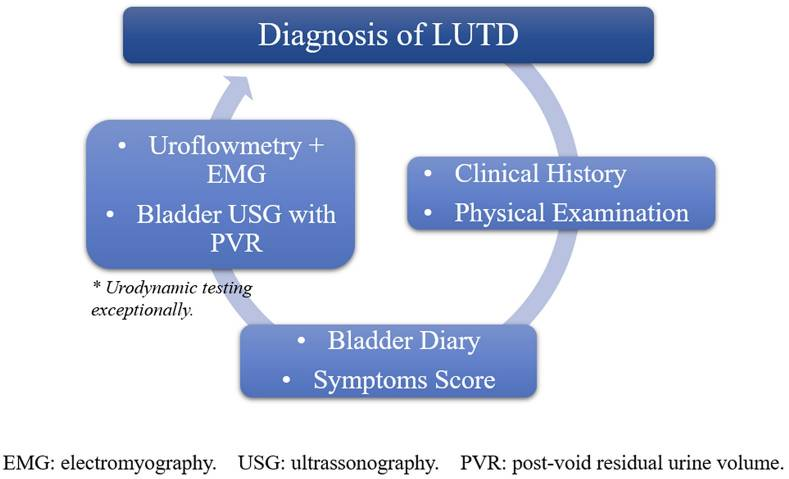 Diagnosis of LUTD
• Clinical History
• Physical Examination
• Bladder Diary
• Symptoms Score
• Uroflowmetry +
EMG
• Bladder USG with
PVR
* Urodynamic testing
exceptionally.
EMG: electromyography. USG: ultrassonography. PVR: post-void residual urine volume.